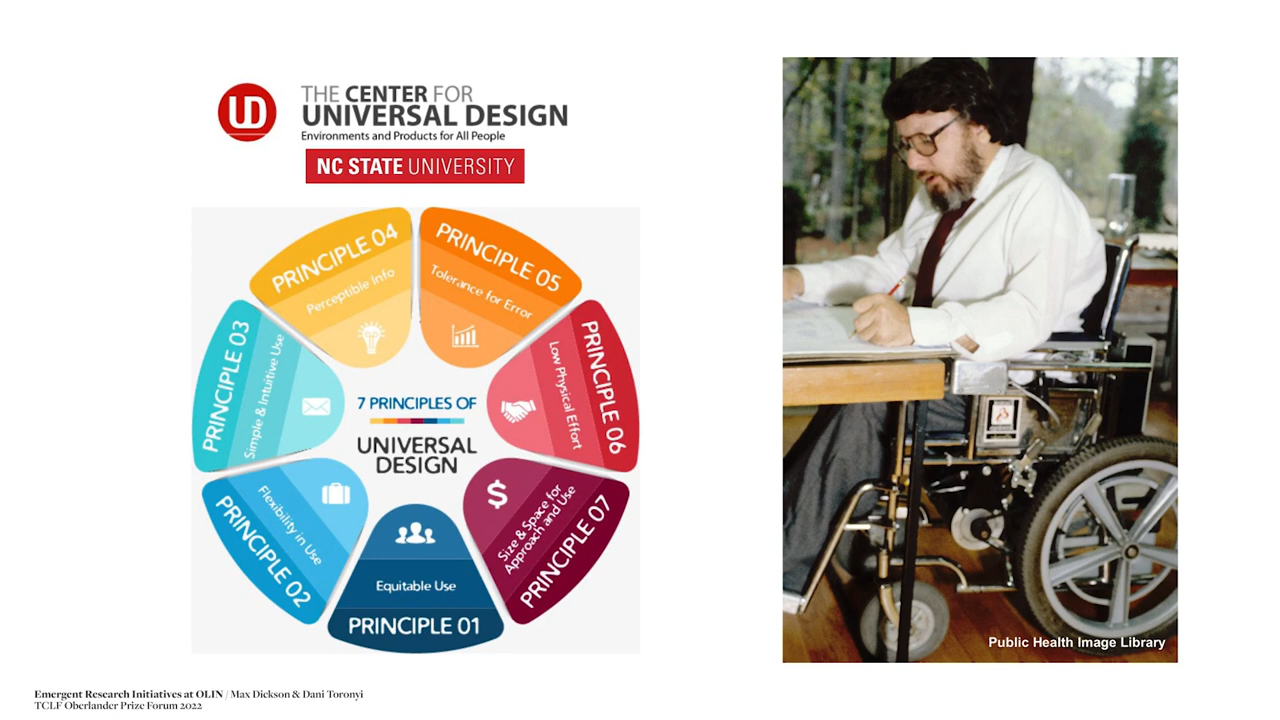 UD
THE CENTER FOR
UNIVERSAL DESIGN
Environments and Products for All People
NC STATE UNIVERSITY
PRINCIPLE 04
Perceptible Info
PRINCIPLE 05
Tolerance for Error
PRINCIPLE 03
Simple & Intuitive Use
PRINCIPLE 06
Low Physical Effort
7 PRINCIPLES OF
UNIVERSAL
DESIGN
PRINCIPLE 02
Flexibility in Use
$
Size & Space for
Approach and Use
PRINCIPLE 07
Equitable Use
PRINCIPLE 01
Public Health Image Library
Emergent Research Initiatives at OLIN / Max Dickson & Dani Toronyi
TCLF Oberlander Prize Forum 2022